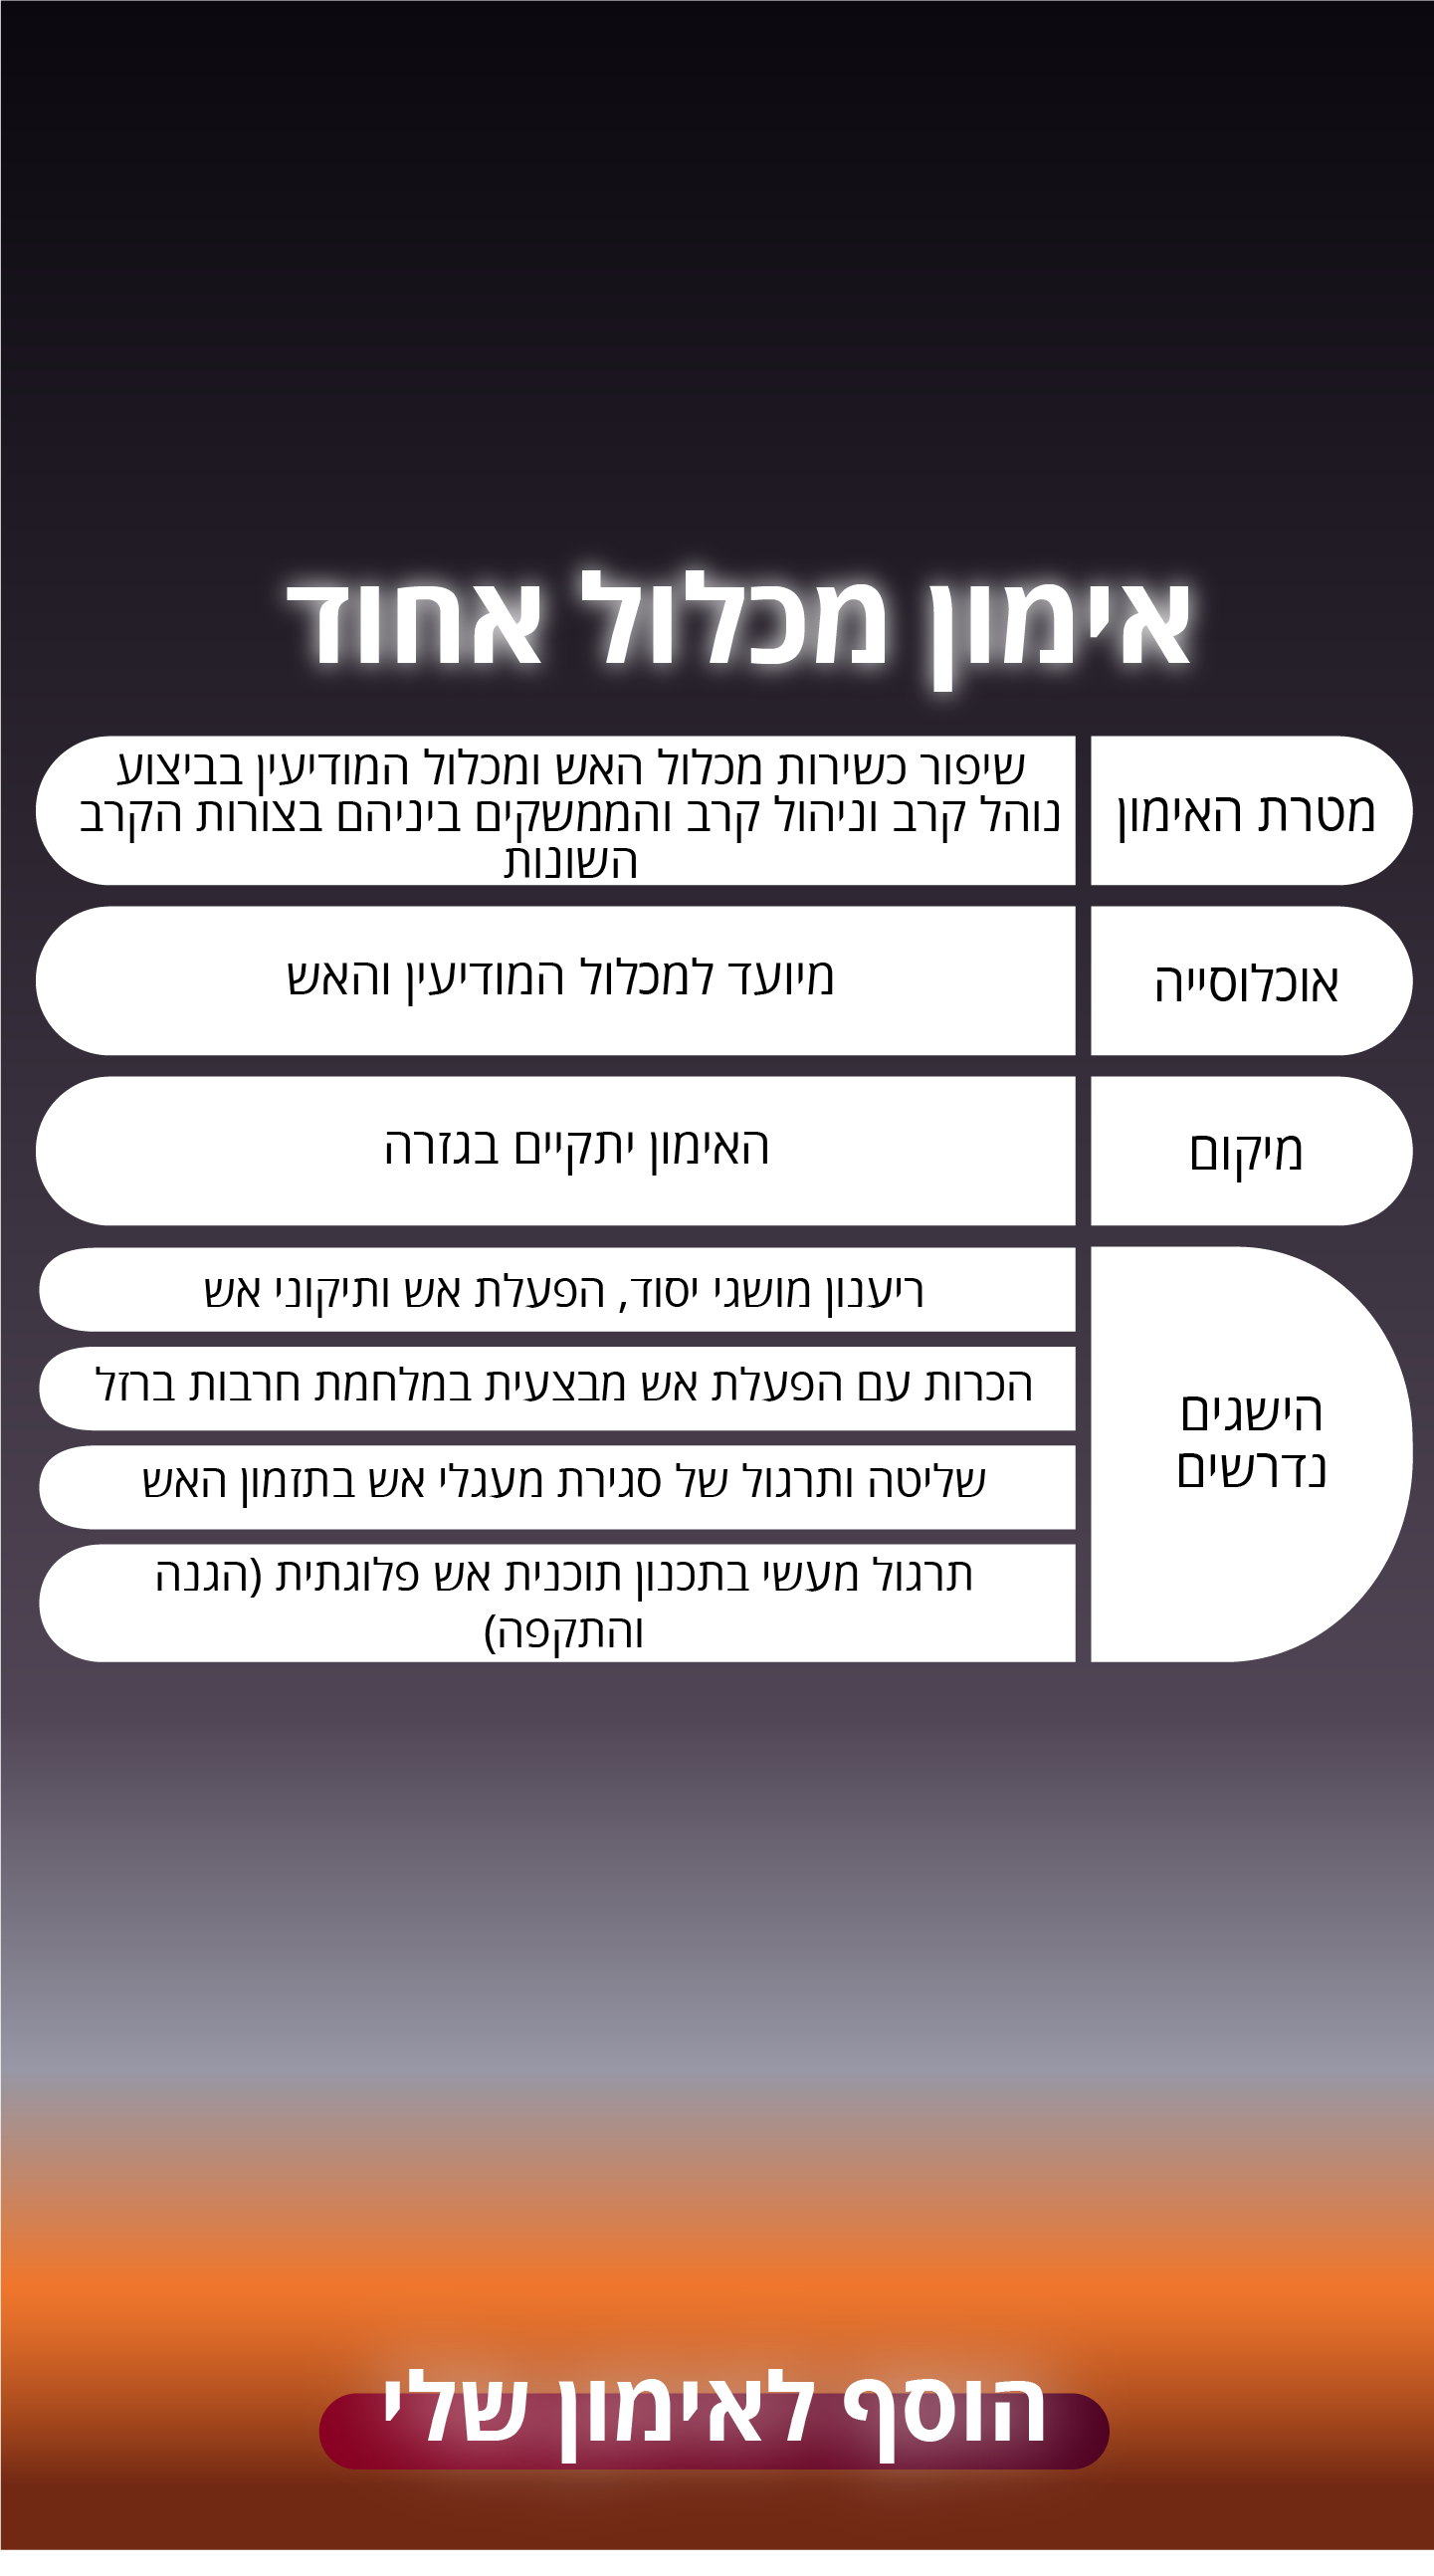 אימון מכלול אחוד
מטרת האימון
שיפור כשירות מכלול האש ומכלול המודיעין בביצוע
נוהל קרב וניהול קרב והממשקים ביניהם בצורות הקרב
השונות
אוכלוסייה
מיועד למכלול המודיעין והאש
מיקום
האימון יתקיים בגזרה
הישגים
נדרשים
ריענון מושגי יסוד, הפעלת אש ותיקוני אש
הכרות עם הפעלת אש מבצעית במלחמת חרבות ברזל
שליטה ותרגול של סגירת מעגלי אש בתזמון האש
תרגול מעשי בתכנון תוכנית אש פלוגתית (הגנה
והתקפה)
הוסף לאימון שלי